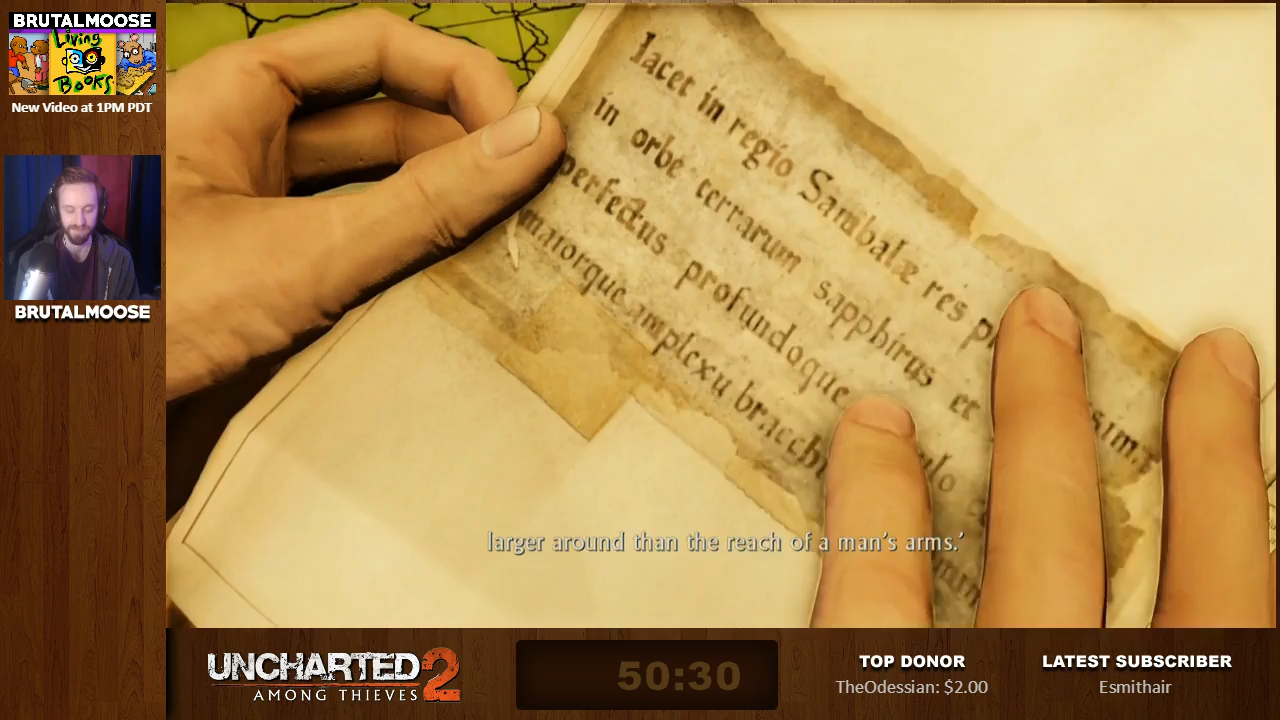 BRUTALMOOSE
Living
Books
New Video at 1PM PDT
BRUTALMOOSE
Iacet in regio Sambalæ res
in orbe terrarum sapphirus et
perfectus profundoque
maiorque amplexu
larger around than the reach of a man's arms.'
UNCHARTED 2
AMONG THIEVES
50:30
TOP DONOR
TheOdessian: $2.00
LATEST SUBSCRIBER
Esmithair